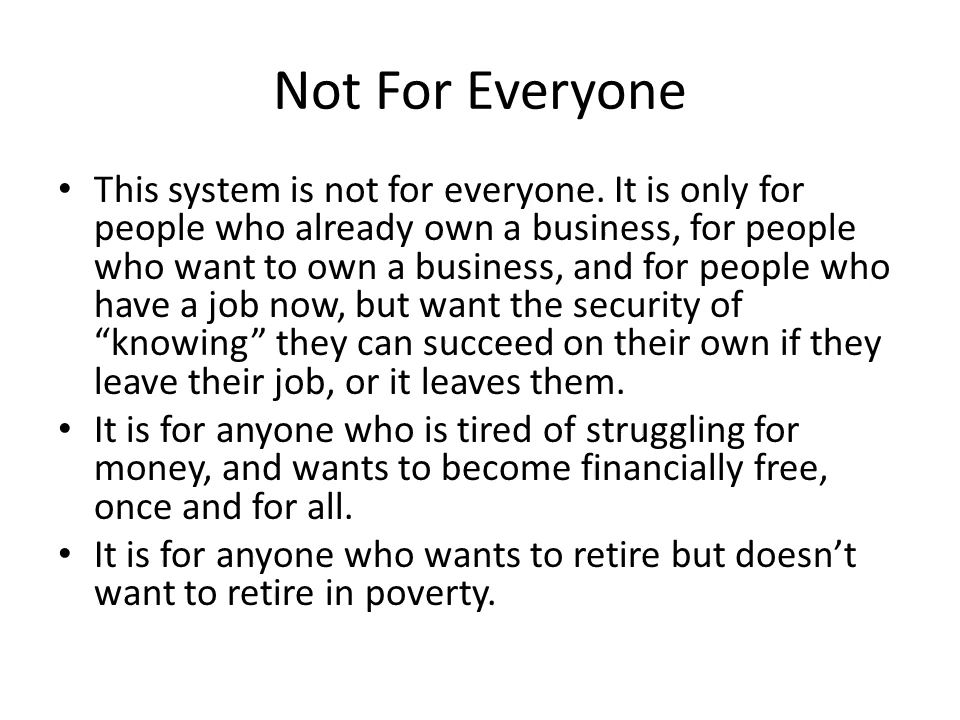 Not For Everyone
• This system is not for everyone. It is only for
people who already own a business, for people
who want to own a business, and for people who
have a job now, but want the security of
“knowing” they can succeed on their own if they
leave their job, or it leaves them.
• It is for anyone who is tired of struggling for
money, and wants to become financially free,
once and for all.
• It is for anyone who wants to retire but doesn’t
want to retire in poverty.